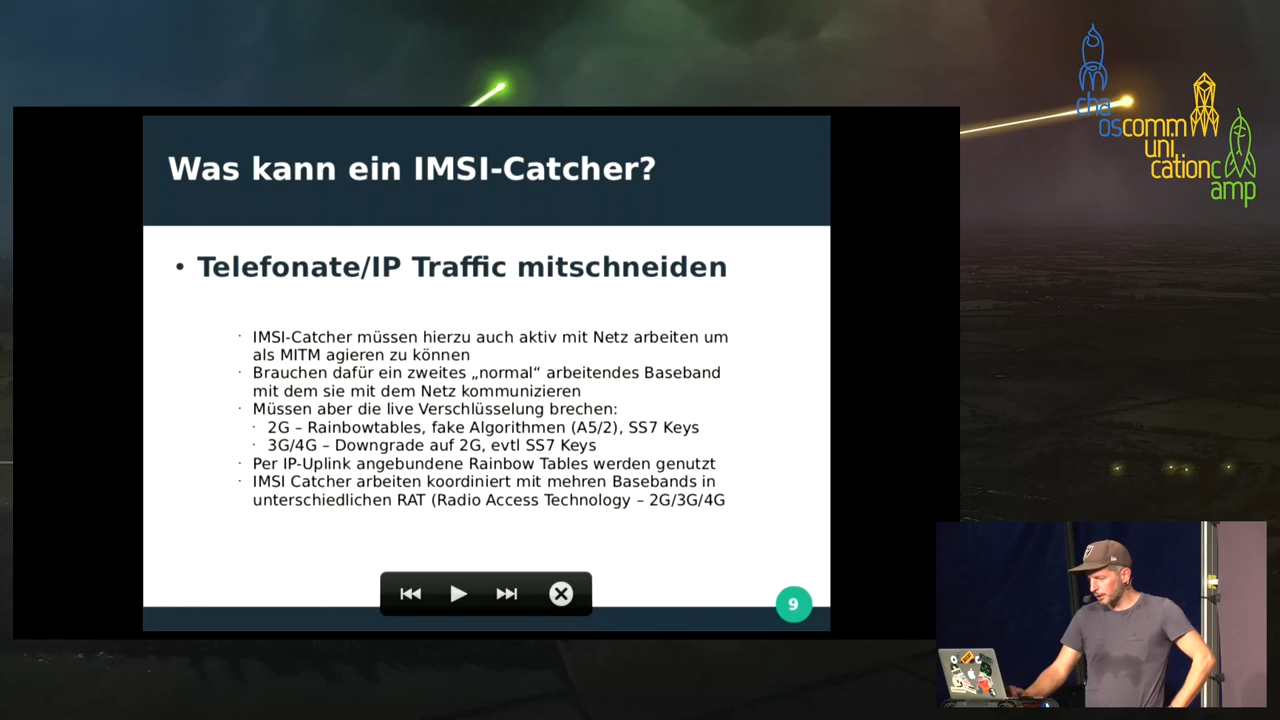 chaoscommunicationcamp
Was kann ein IMSI-Catcher?
• Telefonate/IP Traffic mitschneiden
· IMSI-Catcher müssen hierzu auch aktiv mit Netz arbeiten um
als MITM agieren zu können
· Brauchen dafür ein zweites „normal“ arbeitendes Baseband
mit dem sie mit dem Netz kommunizieren
· Müssen aber die live Verschlüsselung brechen:
· 2G – Rainbowtables, fake Algorithmen (A5/2), SS7 Keys
· 3G/4G – Downgrade auf 2G, evtl SS7 Keys
· Per IP-Uplink angebundene Rainbow Tables werden genutzt
· IMSI Catcher arbeiten koordiniert mit mehren Basebands in
unterschiedlichen RAT (Radio Access Technology – 2G/3G/4G
9